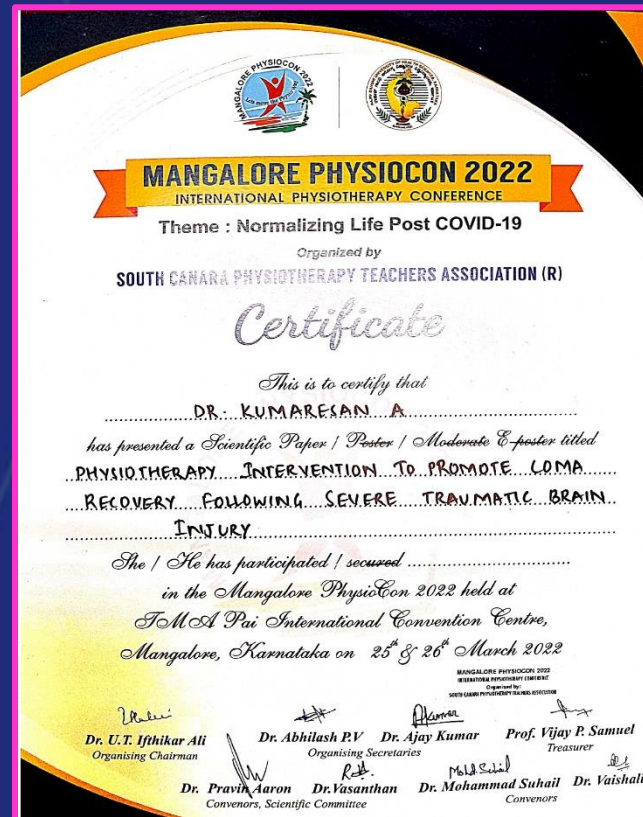 MANGALORE PHYSIOCON 2022
MANGALORE PHYSIOCON 2022
INTERNATIONAL PHYSIOTHERAPY CONFERENCE
Theme : Normalizing Life Post COVID-19
Organized by
SOUTH CANARA PHYSIOTHERAPY TEACHERS ASSOCIATION (R)
Certificate
This is to certify that
DR. KUMARESAN A
has presented a Scientific Paper / Poster / Moderate E-poster titled
PHYSIOTHERAPY INTERVENTION TO PROMOTE COMA
RECOVERY FOLLOWING SEVERE TRAUMATIC BRAIN
INJURY
She / He has participated / secured
in the Mangalore PhysioCon 2022 held at
TMA Pai International Convention Centre,
Mangalore, Karnataka on 25th & 26th March 2022
MANGALORE PHYSIOCON 2022
INTERNATIONAL PHYSIOTHERAPY CONFERENCE
Organised by:
SOUTH CANARA PHYSIOTHERAPY TEACHERS ASSOCIATION
Dr. U.T. Ifthikar Ali Dr. Abhilash P.V Dr. Ajay Kumar Prof. Vijay P. Samuel
Organising Chairman Organising Secretaries Treasurer
Dr. Pravin Aaron Dr.Vasanthan Dr. Mohammad Suhail Dr. Vaishali
Convenors, Scientific Committee Convenors